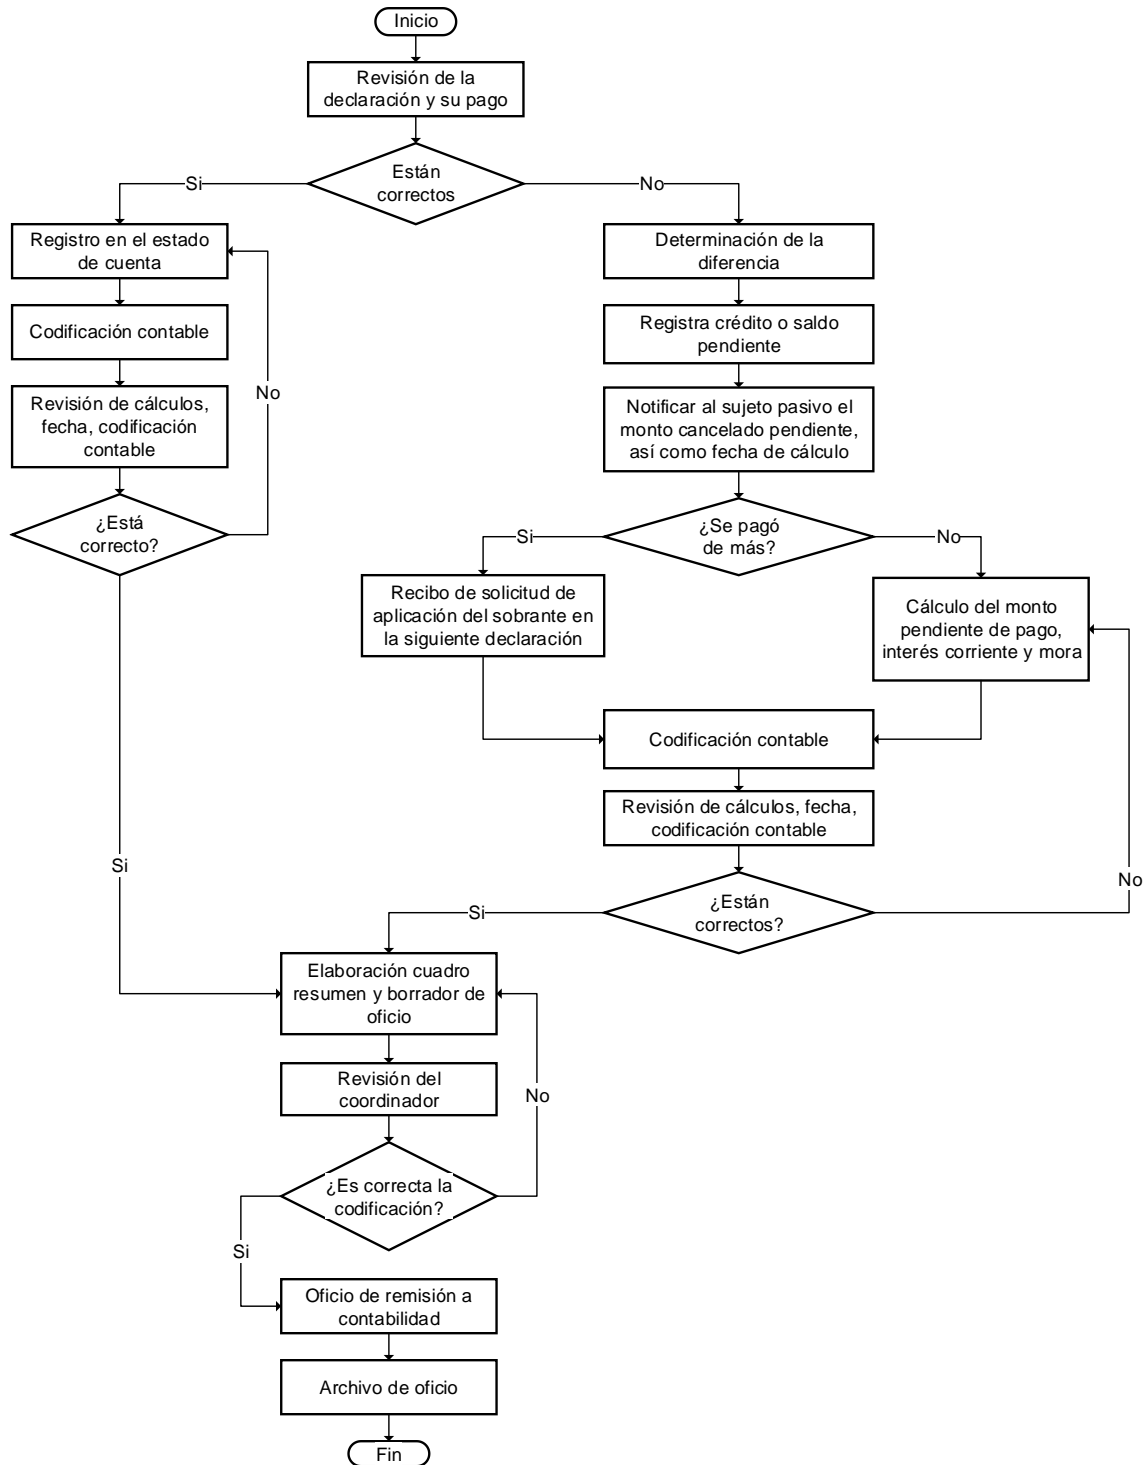 Inicio
Revisión de la
declaración y su pago
Están
correctos
Si
No
Registro en el estado
de cuenta
Codificación contable
Revisión de cálculos,
fecha, codificación
contable
¿Está
correcto?
No
Si
Determinación de la
diferencia
Registra crédito o saldo
pendiente
Notificar al sujeto pasivo el
monto cancelado pendiente,
así como fecha de cálculo
¿Se pagó
de más?
Si
No
Recibo de solicitud de
aplicación del sobrante en
la siguiente declaración
Cálculo del monto
pendiente de pago,
interés corriente y mora
Codificación contable
Revisión de cálculos, fecha,
codificación contable
¿Están
correctos?
Si
No
Elaboración cuadro
resumen y borrador de
oficio
Revisión del
coordinador
¿Es correcta la
codificación?
No
Si
Oficio de remisión a
contabilidad
Archivo de oficio
Fin